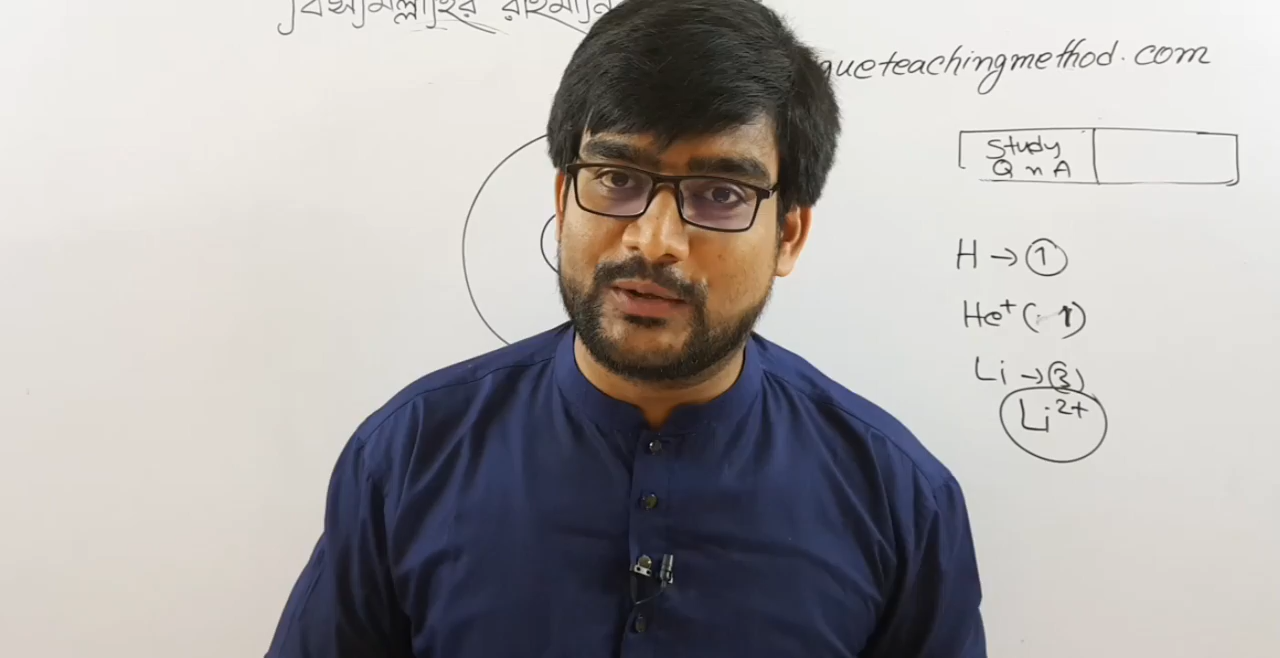 বিসমিল্লাহির রাহমানি
queteachingmethod.com
Study
Q n A
H → 1
He⁺ (1)
Li → (3)
Li²⁺